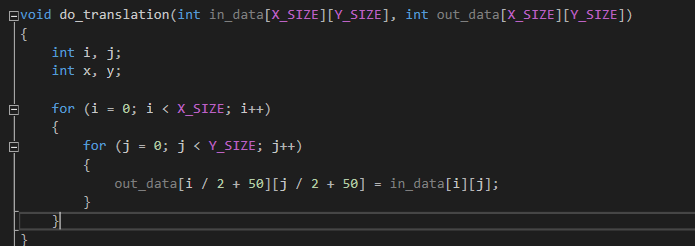 void do_translation(int in_data[X_SIZE][Y_SIZE], int out_data[X_SIZE][Y_SIZE])
{
    int i, j;
    int x, y;

    for (i = 0; i < X_SIZE; i++)
    {
        for (j = 0; j < Y_SIZE; j++)
        {
            out_data[i / 2 + 50][j / 2 + 50] = in_data[i][j];
        }
    }
}